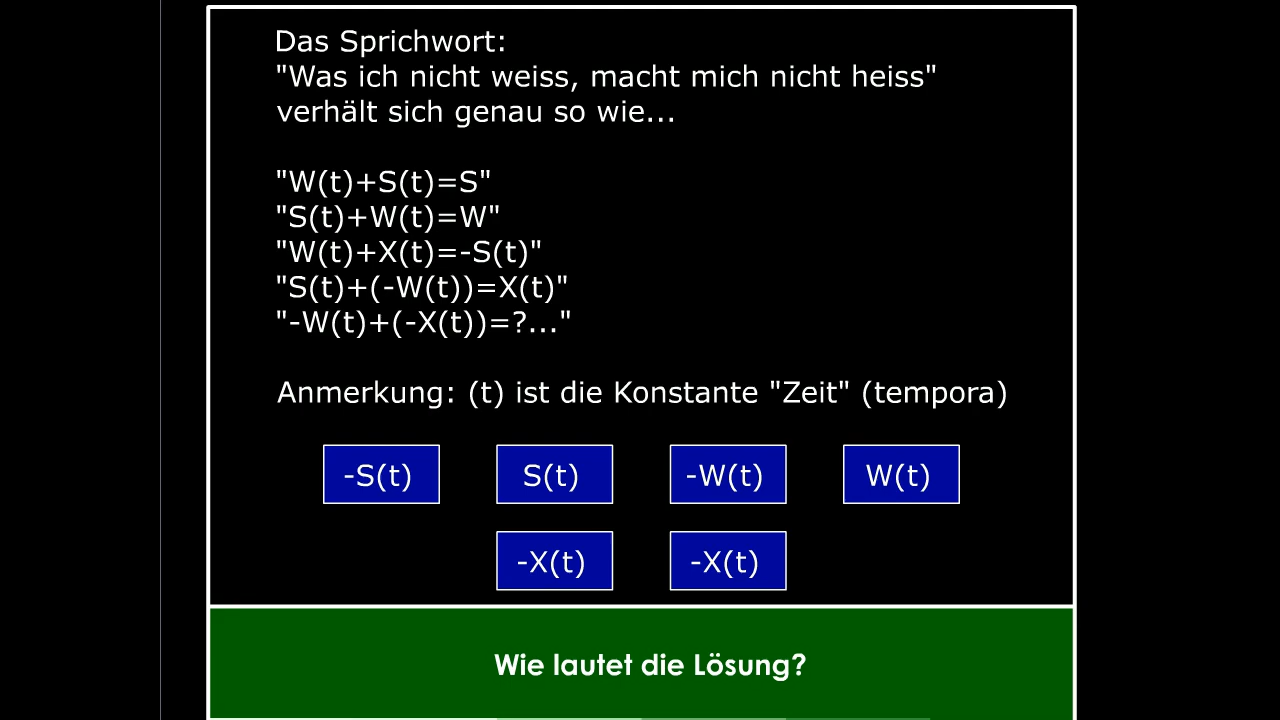 Das Sprichwort:
"Was ich nicht weiss, macht mich nicht heiss"
verhält sich genau so wie...
"W(t)+S(t)=S"
"S(t)+W(t)=W"
"W(t)+X(t)=-S(t)"
"S(t)+(-W(t))=X(t)"
"-W(t)+(-X(t))=?..."
Anmerkung: (t) ist die Konstante "Zeit" (tempora)
-S(t) S(t) -W(t) W(t)
-X(t) -X(t)
Wie lautet die Lösung?